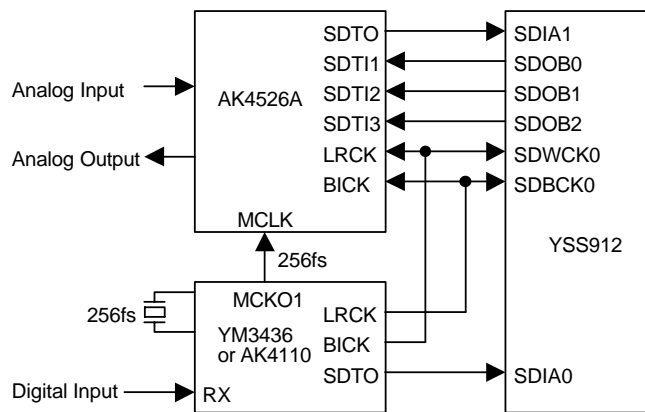 SDTO
SDTI1
SDTI2
SDTI3
LRCK
BICK
AK4526A
MCLK
Analog Input
Analog Output
SDIA1
SDOB0
SDOB1
SDOB2
SDWCK0
SDBCK0
YSS912
SDIA0
256fs
256fs
MCKO1
YM3436
or AK4110
LRCK
BICK
SDTO
RX
Digital Input